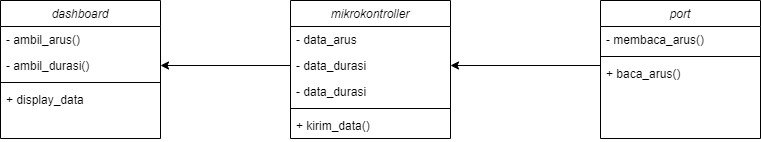 dashboard
- ambil_arus()
- ambil_durasi()
+ display_data
mikrokontroller
- data_arus
- data_durasi
- data_durasi
+ kirim_data()
port
- membaca_arus()
+ baca_arus()